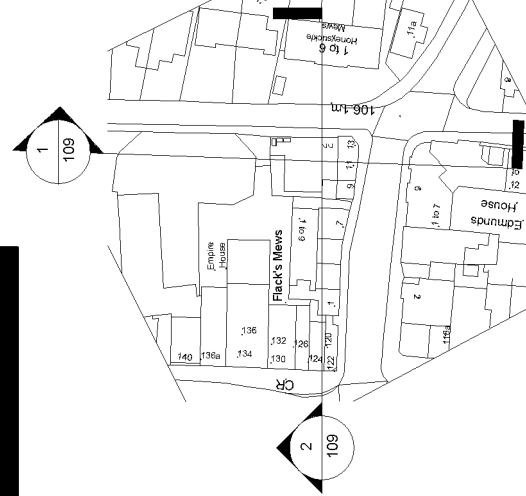 1 to 6
Honeysuckle
Mews
11a
8
106.1m
1
109
13
11
9
7
1 to 6
1
Empire
House
Flack's Mews
136
134
132
130
126
124
120
122
140
136a
CR
9
1 to 7
12
Edmunds
House
2
116a
2
109